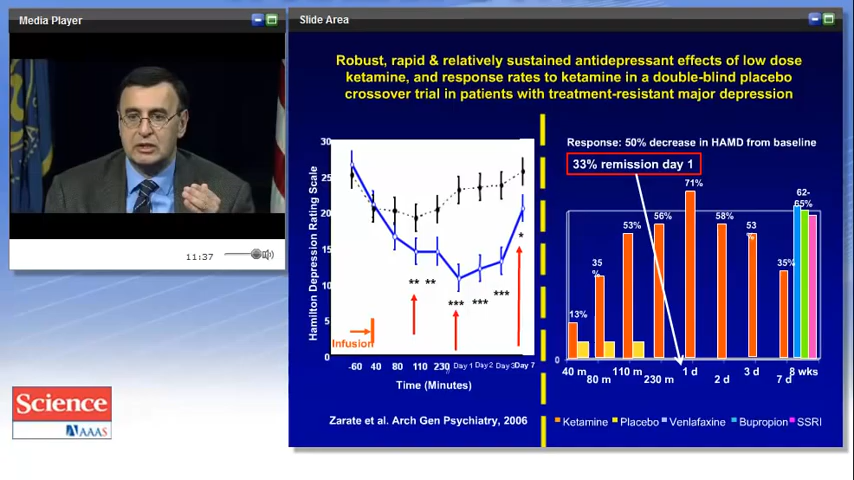 Media Player
Slide Area
Robust, rapid & relatively sustained antidepressant effects of low dose
ketamine, and response rates to ketamine in a double-blind placebo
crossover trial in patients with treatment-resistant major depression
Hamilton Depression Rating Scale
30
25
20
15
10
5
0
** **
***
***
***
*
Infusion
-60 40 80 110 230 Day 1 Day 2 Day 3 Day 7
Time (Minutes)
Zarate et al. Arch Gen Psychiatry, 2006
Response: 50% decrease in HAMD from baseline
33% remission day 1
13%
35
%
53%
56%
71%
58%
53
%
35%
62-
65%
0
40 m
80 m
110 m
230 m
1 d
2 d
3 d
7 d
8 wks
Ketamine Placebo Venlafaxine Bupropion SSRI
11:37
Science
AAAS